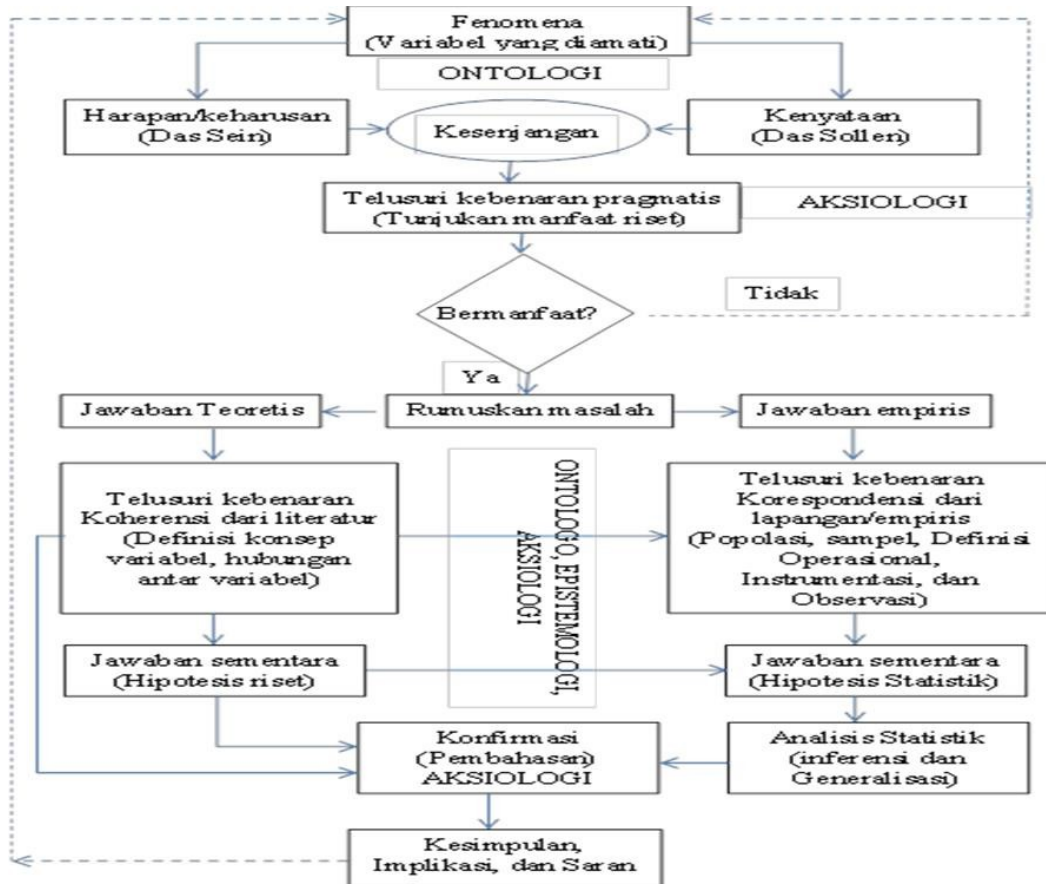 Fenomena
(Variabel yang diamati)
ONTOLOGI
Harapan/keharusan
(Das Sein)
Kesenjangan
Kenyataan
(Das Sollen)
Telusuri kebenaran pragmatis
(Tunjukan manfaat riset)
AKSIOLOGI
Bermanfaat?
Tidak
Ya
Jawaban Teoretis
Rumuskan masalah
Jawaban empiris
Telusuri kebenaran
Koherensi dari literatur
(Definisi konsep
variabel, hubungan
antar variabel)
ONTOLOGO, EPISTEMOLOGI,
AKSIOLOGI
Telusuri kebenaran
Korespondensi dari
lapangan/empiris
(Popolasi, sampel, Definisi
Operasional,
Instrumentasi, dan
Observasi)
Jawaban sementara
(Hipotesis riset)
Jawaban sementara
(Hipotesis Statistik)
Konfirmasi
(Pembahasan)
AKSIOLOGI
Analisis Statistik
(inferensi dan
Generalisasi)
Kesimpulan,
Implikasi, dan Saran